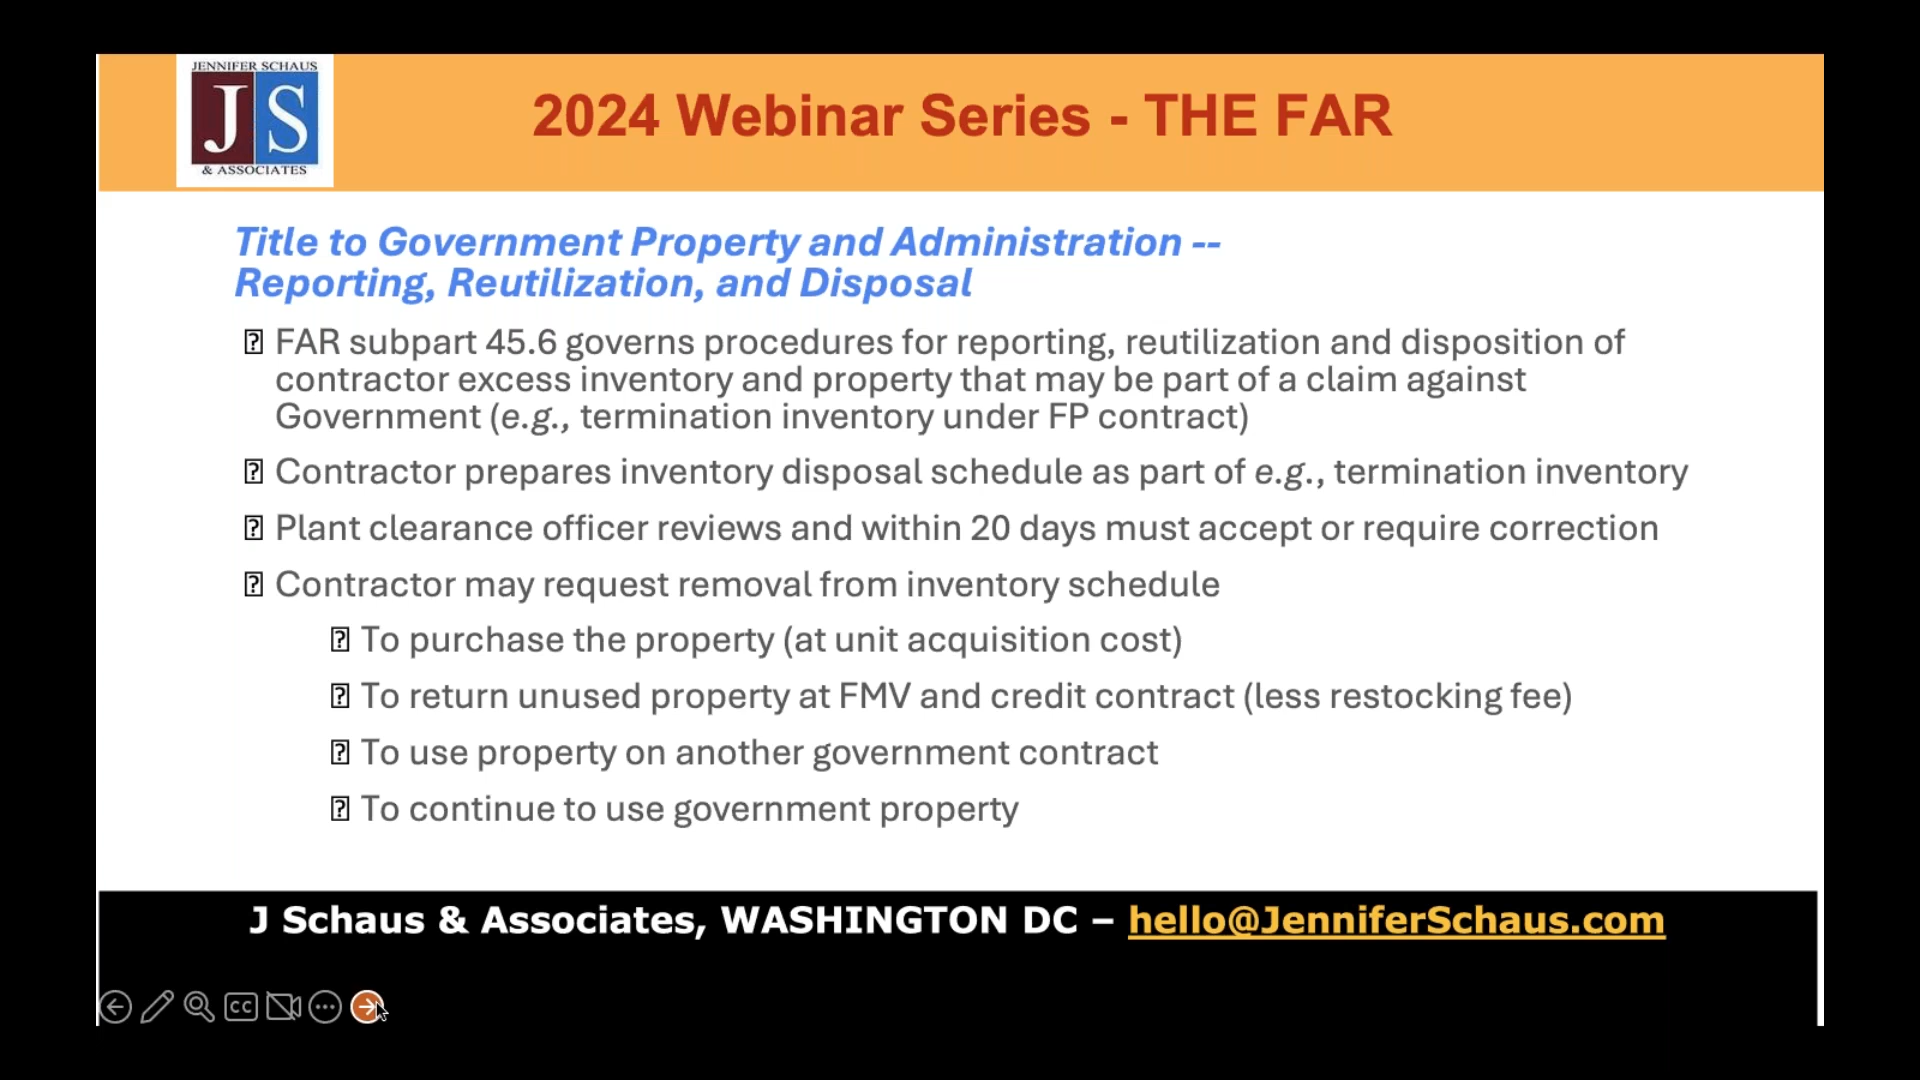 JENNIFER SCHAUS
JS
& ASSOCIATES
2024 Webinar Series - THE FAR
Title to Government Property and Administration --
Reporting, Reutilization, and Disposal
FAR subpart 45.6 governs procedures for reporting, reutilization and disposition of
contractor excess inventory and property that may be part of a claim against
Government (e.g., termination inventory under FP contract)
Contractor prepares inventory disposal schedule as part of e.g., termination inventory
Plant clearance officer reviews and within 20 days must accept or require correction
Contractor may request removal from inventory schedule
To purchase the property (at unit acquisition cost)
To return unused property at FMV and credit contract (less restocking fee)
To use property on another government contract
To continue to use government property
J Schaus & Associates, WASHINGTON DC – hello@JenniferSchaus.com
CC